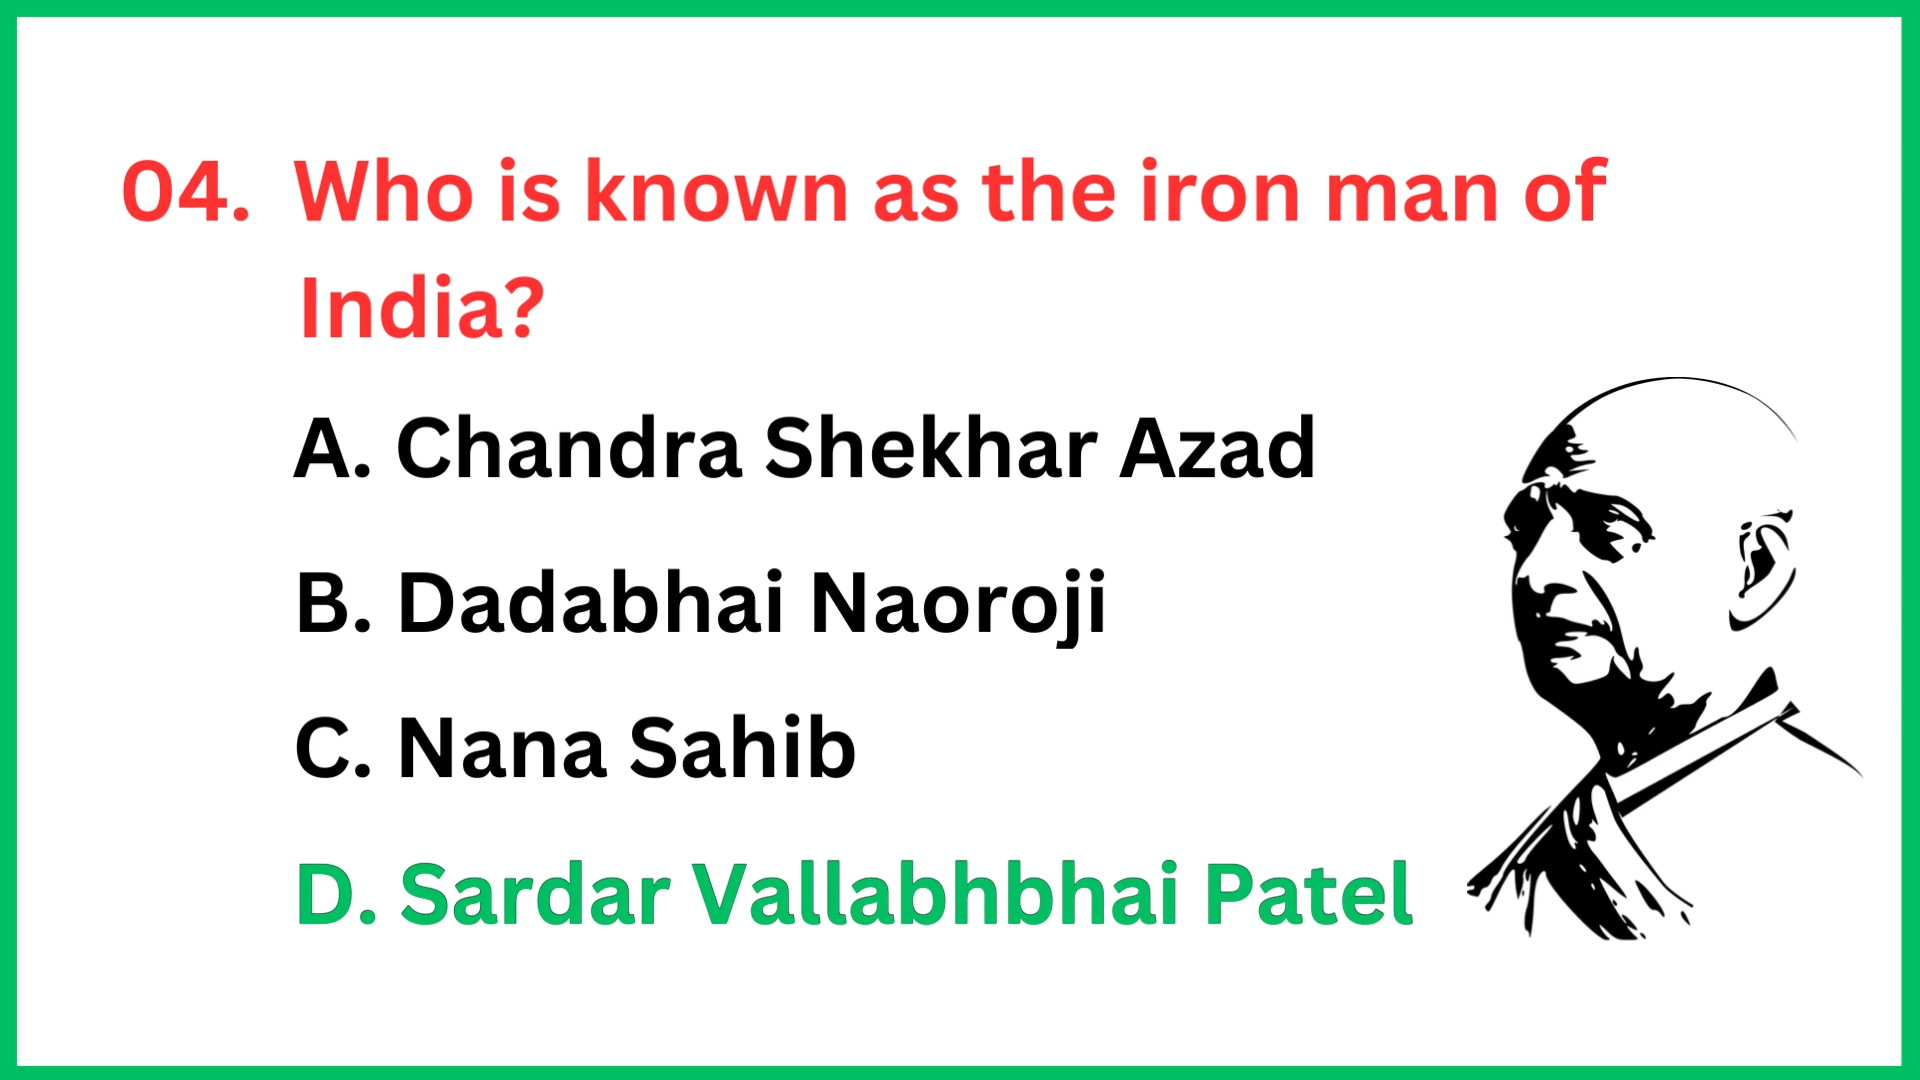 04. Who is known as the iron man of
India?
A. Chandra Shekhar Azad
B. Dadabhai Naoroji
C. Nana Sahib
D. Sardar Vallabhbhai Patel